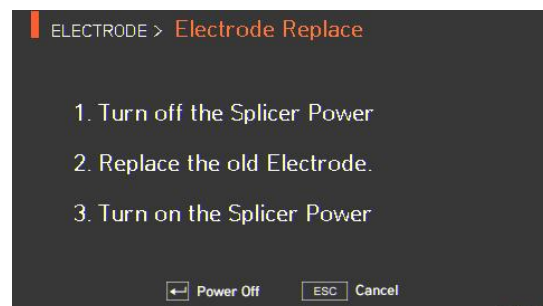 ELECTRODE > Electrode Replace
1. Turn off the Splicer Power
2. Replace the old Electrode.
3. Turn on the Splicer Power
↵ Power Off ESC Cancel